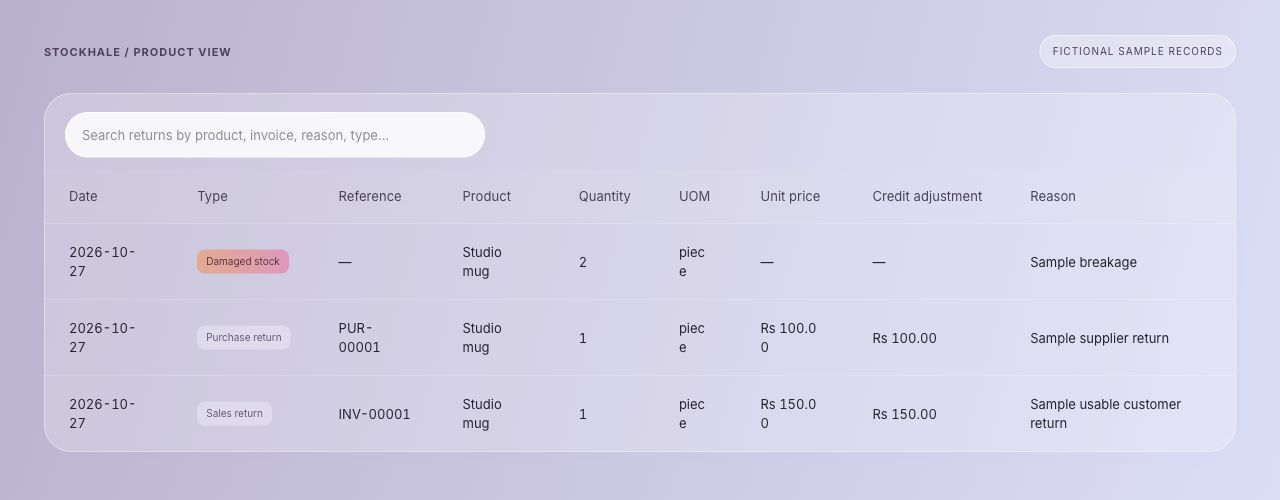 STOCKHALE / PRODUCT VIEW
FICTIONAL SAMPLE RECORDS
Search returns by product, invoice, reason, type...
Date Type Reference Product Quantity UOM Unit price Credit adjustment Reason
2026-10-
27
Damaged stock
—
Studio
mug
2
piec
e
—
—
Sample breakage
2026-10-
27
Purchase return
PUR-
00001
Studio
mug
1
piec
e
Rs 100.0
0
Rs 100.00
Sample supplier return
2026-10-
27
Sales return
INV-00001
Studio
mug
1
piec
e
Rs 150.0
0
Rs 150.00
Sample usable customer
return